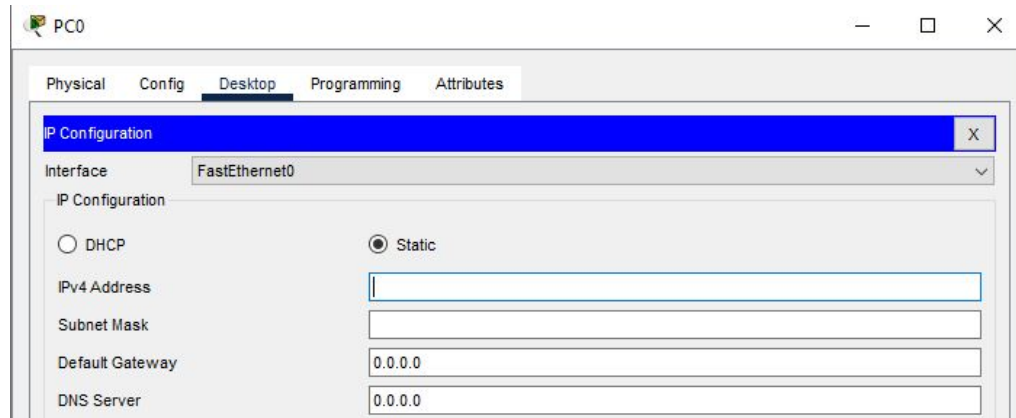 PC0
Physical Config Desktop Programming Attributes
IP Configuration X
Interface FastEthernet0
IP Configuration
DHCP Static
IPv4 Address
Subnet Mask
Default Gateway 0.0.0.0
DNS Server 0.0.0.0